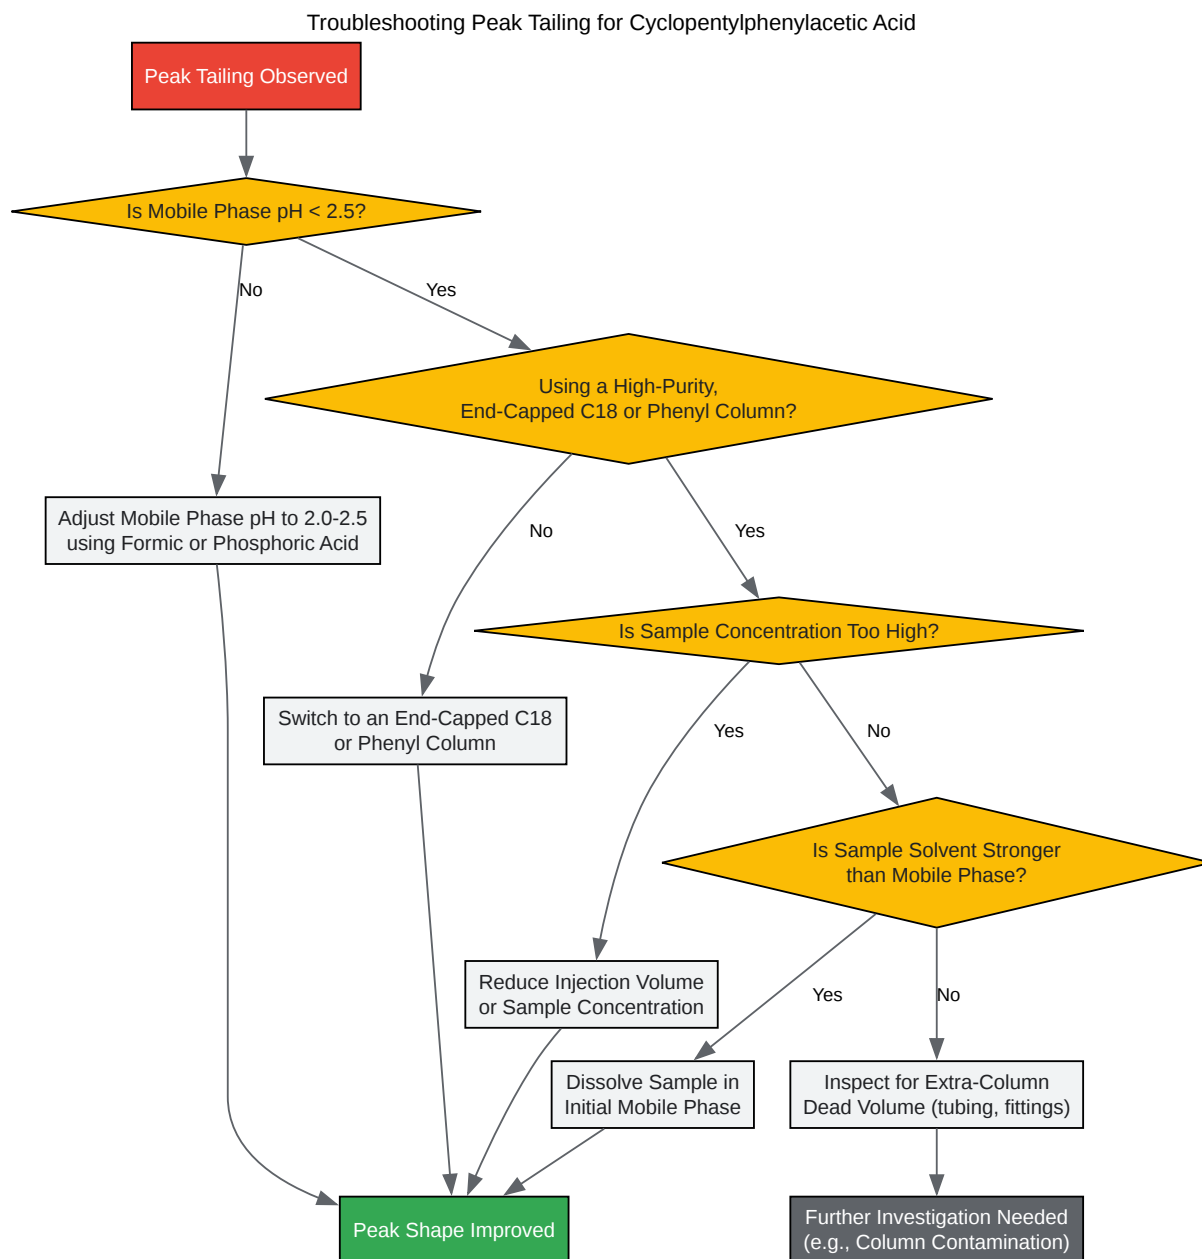 Troubleshooting Peak Tailing for Cyclopentylphenylacetic Acid
Peak Tailing Observed
Is Mobile Phase pH < 2.5?
No
Yes
Using a High-Purity,
End-Capped C18 or Phenyl Column?
Adjust Mobile Phase pH to 2.0-2.5
using Formic or Phosphoric Acid
No
Yes
Is Sample Concentration Too High?
Switch to an End-Capped C18
or Phenyl Column
Yes
No
Is Sample Solvent Stronger
than Mobile Phase?
Reduce Injection Volume
or Sample Concentration
Yes
No
Dissolve Sample in
Initial Mobile Phase
Inspect for Extra-Column
Dead Volume (tubing, fittings)
Peak Shape Improved
Further Investigation Needed
(e.g., Column Contamination)